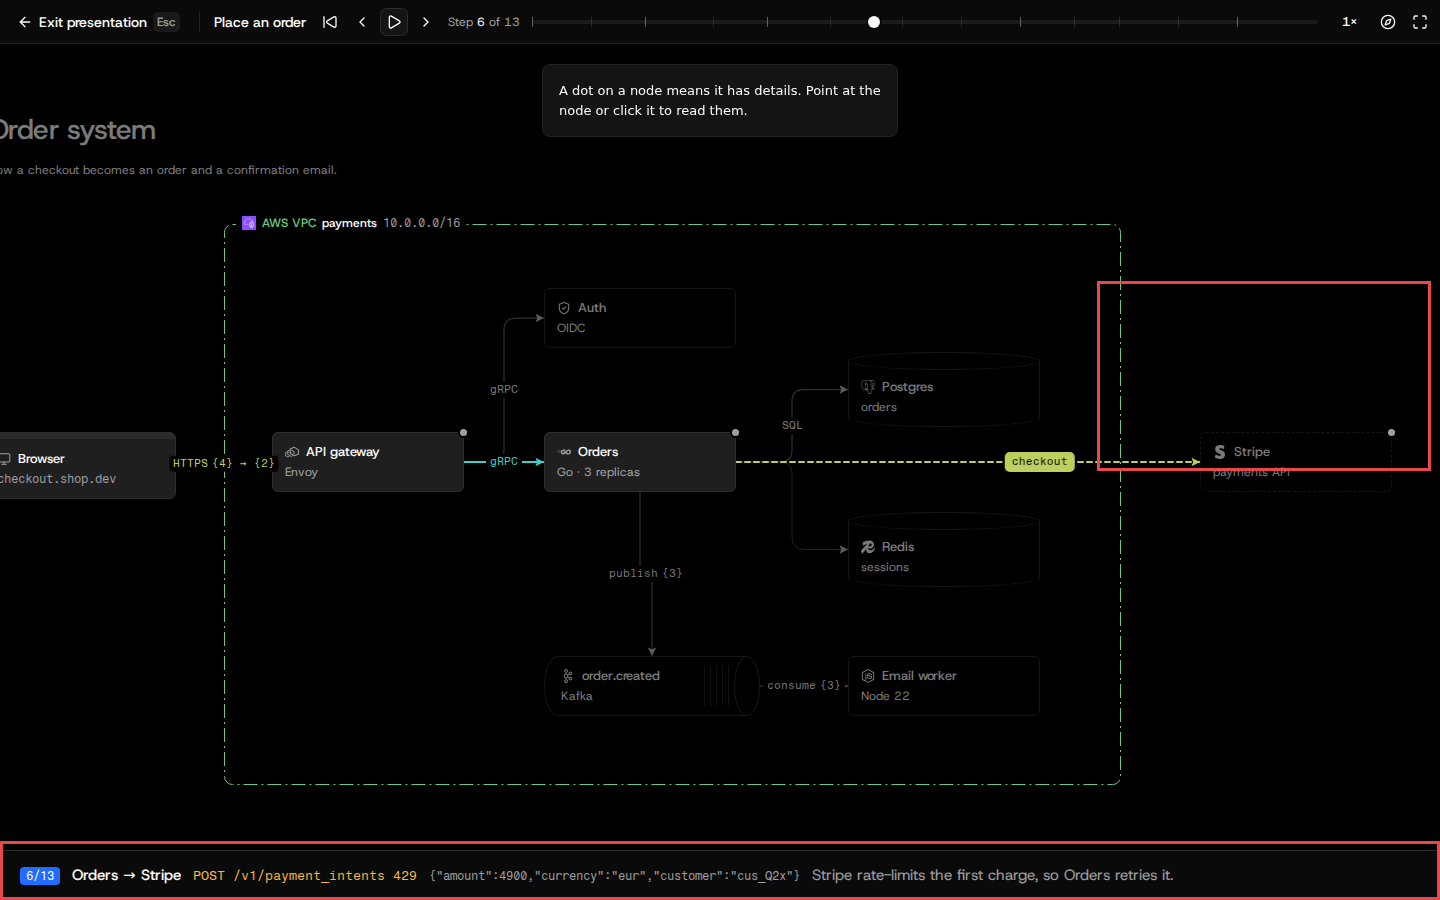 Exit presentation Esc Place an order Step 6 of 13 1×
A dot on a node means it has details. Point at the
node or click it to read them.
Order system
ow a checkout becomes an order and a confirmation email.
AWS VPC payments 10.0.0.0/16
Auth
OIDC
gRPC
Postgres
orders
SQL
Browser
checkout.shop.dev
HTTPS {4} → {2}
API gateway
Envoy
gRPC
Orders
Go · 3 replicas
checkout
Stripe
payments API
Redis
sessions
publish {3}
order.created
Kafka
consume {3}
Email worker
Node 22
6/13 Orders → Stripe POST /v1/payment_intents 429 {"amount":4900,"currency":"eur","customer":"cus_Q2x"} Stripe rate-limits the first charge, so Orders retries it.